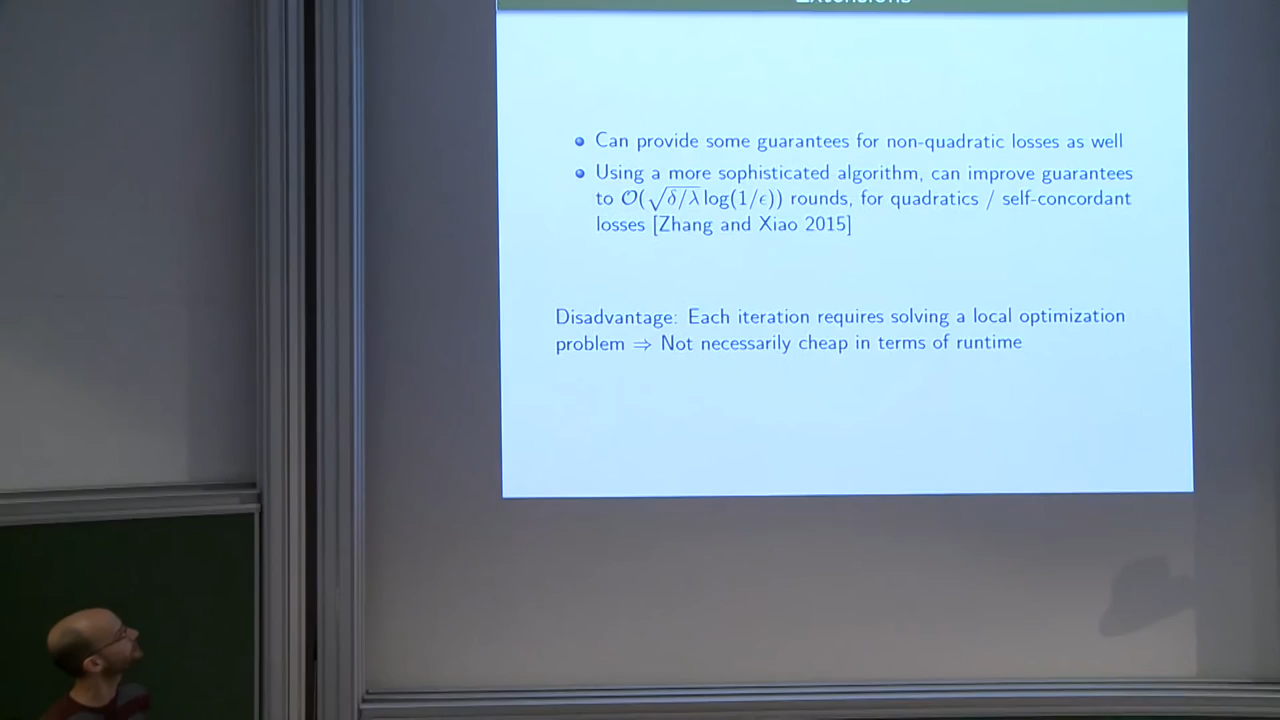 Extensions
Can provide some guarantees for non-quadratic losses as well
Using a more sophisticated algorithm, can improve guarantees
to 𝒪(√δ/λ log(1/ϵ)) rounds, for quadratics / self-concordant
losses [Zhang and Xiao 2015]
Disadvantage: Each iteration requires solving a local optimization
problem ⇒ Not necessarily cheap in terms of runtime